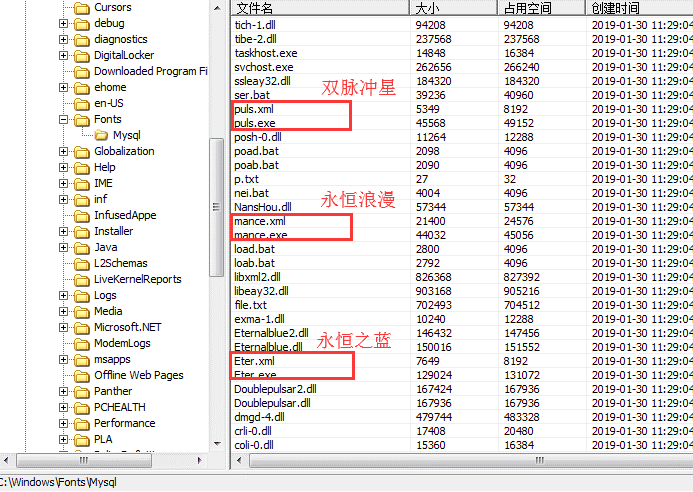 Cursors
debug
diagnostics
DigitalLocker
Downloaded Program Fi
ehome
en-US
Fonts
Mysql
Globalization
Help
IME
inf
InfusedAppe
Installer
Java
L2Schemas
LiveKernelReports
Logs
Media
Microsoft.NET
ModemLogs
msapps
Offline Web Pages
Panther
PCHEALTH
Performance
PLA
文件名 大小 占用空间 创建时间
tich-1.dll 94208 94208 2019-01-30 11:29:04
tibe-2.dll 237568 237568 2019-01-30 11:29:04
taskhost.exe 14848 16384 2019-01-30 11:29:04
svchost.exe 262656 266240 2019-01-30 11:29:04
ssleay32.dll 184320 184320 2019-01-30 11:29:04
ser.bat 39236 40960 2019-01-30 11:29:04
双脉冲星
puls.xml 5349 8192 2019-01-30 11:29:04
puls.exe 45568 49152 2019-01-30 11:29:04
posh-0.dll 11264 12288 2019-01-30 11:29:04
poad.bat 2098 4096 2019-01-30 11:29:04
poab.bat 2090 4096 2019-01-30 11:29:04
p.txt 27 32 2019-01-30 11:29:04
nei.bat 4004 4096 2019-01-30 11:29:04
永恒浪漫
NansHou.dll 57344 57344 2019-01-30 11:29:04
mance.xml 21400 24576 2019-01-30 11:29:04
mance.exe 44032 45056 2019-01-30 11:29:04
load.bat 2800 4096 2019-01-30 11:29:04
loab.bat 2792 4096 2019-01-30 11:29:04
libxml2.dll 826368 827392 2019-01-30 11:29:04
libeay32.dll 903168 905216 2019-01-30 11:29:04
file.txt 702493 704512 2019-01-30 11:29:04
exma-1.dll 10240 12288 2019-01-30 11:29:04
Eternalblue2.dll 146432 147456 2019-01-30 11:29:04
永恒之蓝
Eternalblue.dll 150016 151552 2019-01-30 11:29:04
Eter.xml 7649 8192 2019-01-30 11:29:04
Eter.exe 129024 131072 2019-01-30 11:29:04
Doublepulsar2.dll 167424 167936 2019-01-30 11:29:04
Doublepulsar.dll 167936 167936 2019-01-30 11:29:04
dmgd-4.dll 479744 483328 2019-01-30 11:29:04
crli-0.dll 17408 20480 2019-01-30 11:29:04
coli-0.dll 15360 16384 2019-01-30 11:29:04
C:\Windows\Fonts\Mysql